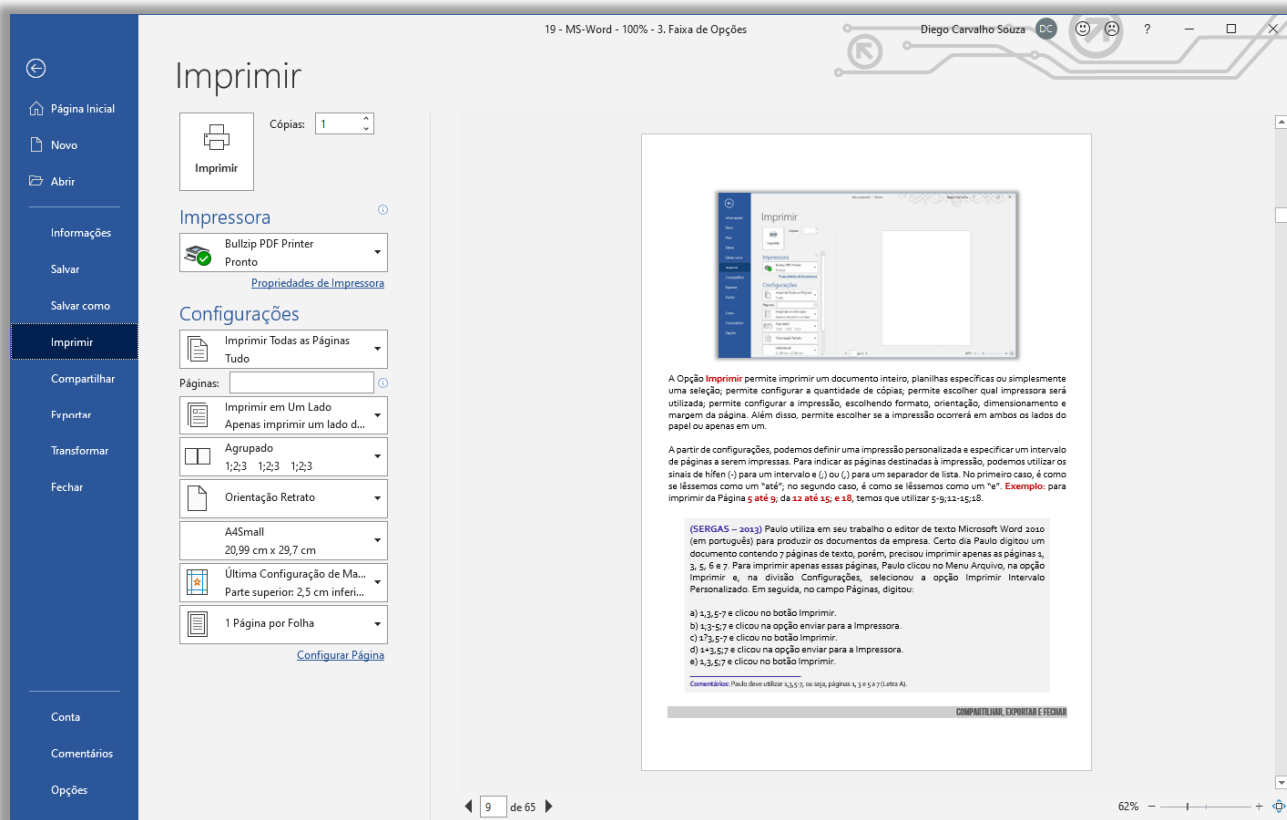 19 - MS-Word - 100% - 3. Faixa de Opções
Diego Carvalho Souza DC
?
Página Inicial
Novo
Abrir
Informações
Salvar
Salvar como
Imprimir
Compartilhar
Exportar
Transformar
Fechar
Conta
Comentários
Opções
Imprimir
Imprimir
Cópias: 1
Impressora
Bullzip PDF Printer
Pronto
Propriedades de Impressora
Configurações
Imprimir Todas as Páginas
Tudo
Páginas:
Imprimir em Um Lado
Apenas imprimir um lado d...
Agrupado
1;2;3 1;2;3 1;2;3
Orientação Retrato
A4Small
20,99 cm x 29,7 cm
Última Configuração de Ma...
Parte superior: 2,5 cm inferi...
1 Página por Folha
Configurar Página
Imprimir
Impressora
Configurações
A Opção Imprimir permite imprimir um documento inteiro, planilhas específicas ou simplesmente
uma seleção; permite configurar a quantidade de cópias; permite escolher qual impressora será
utilizada; permite configurar a impressão, escolhendo formato, orientação, dimensionamento e
margem da página. Além disso, permite escolher se a impressão ocorrerá em ambos os lados do
papel ou apenas em um.
A partir de configurações, podemos definir uma impressão personalizada e especificar um intervalo
de páginas a serem impressas. Para indicar as páginas destinadas à impressão, podemos utilizar os
sinais de hífen (-) para um intervalo e (;) ou (,) para um separador de lista. No primeiro caso, é como
se lêssemos como um "até"; no segundo caso, é como se lêssemos como um "e". Exemplo: para
imprimir da Página 5 até 9; da 12 até 15; e 18, temos que utilizar 5-9;12-15;18.
(SERGAS – 2013) Paulo utiliza em seu trabalho o editor de texto Microsoft Word 2010
(em português) para produzir os documentos da empresa. Certo dia Paulo digitou um
documento contendo 7 páginas de texto, porém, precisou imprimir apenas as páginas 1,
3, 5, 6 e 7. Para imprimir apenas essas páginas, Paulo clicou no Menu Arquivo, na opção
Imprimir e, na divisão Configurações, selecionou a opção Imprimir Intervalo
Personalizado. Em seguida, no campo Páginas, digitou:
a) 1,3,5-7 e clicou no botão Imprimir.
b) 1;3-5;7 e clicou na opção enviar para a Impressora.
c) 1?3,5-7 e clicou no botão Imprimir.
d) 1+3,5;7 e clicou na opção enviar para a Impressora.
e) 1,3,5;7 e clicou no botão Imprimir.
Comentários: Paulo deve utilizar 1,3,5-7, ou seja, páginas 1, 3 e 5 a 7 (Letra A).
COMPARTILHAR, EXPORTAR E FECHAR
9 de 65
62%